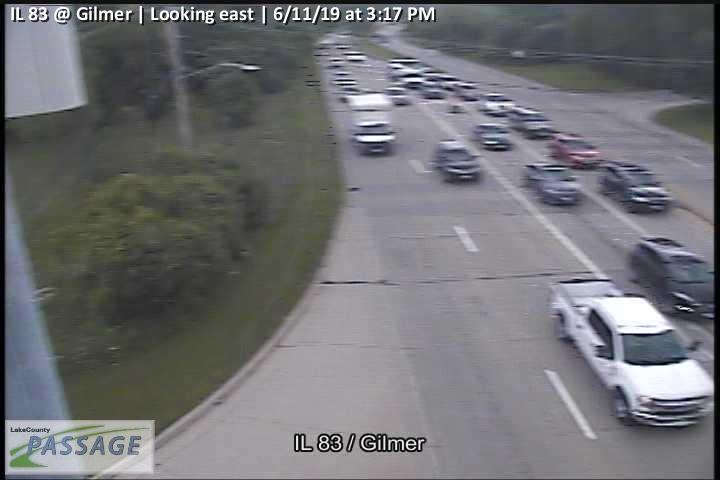 IL 83 @ Gilmer | Looking east | 6/11/19 at 3:17 PM
LakeCounty
PASSAGE
IL 83 / Gilmer